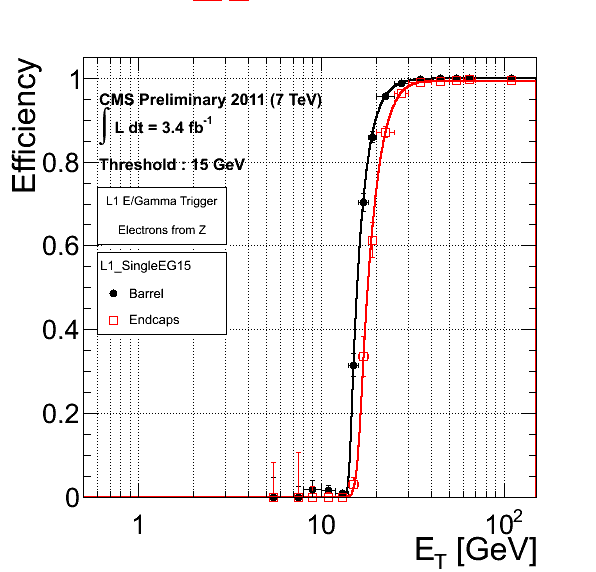 Efficiency
1
0.8
0.6
0.4
0.2
0
CMS Preliminary 2011 (7 TeV)
∫ L dt = 3.4 fb⁻¹
Threshold : 15 GeV
L1 E/Gamma Trigger
Electrons from Z
L1_SingleEG15
Barrel
Endcaps
1 10 10²
E_T [GeV]